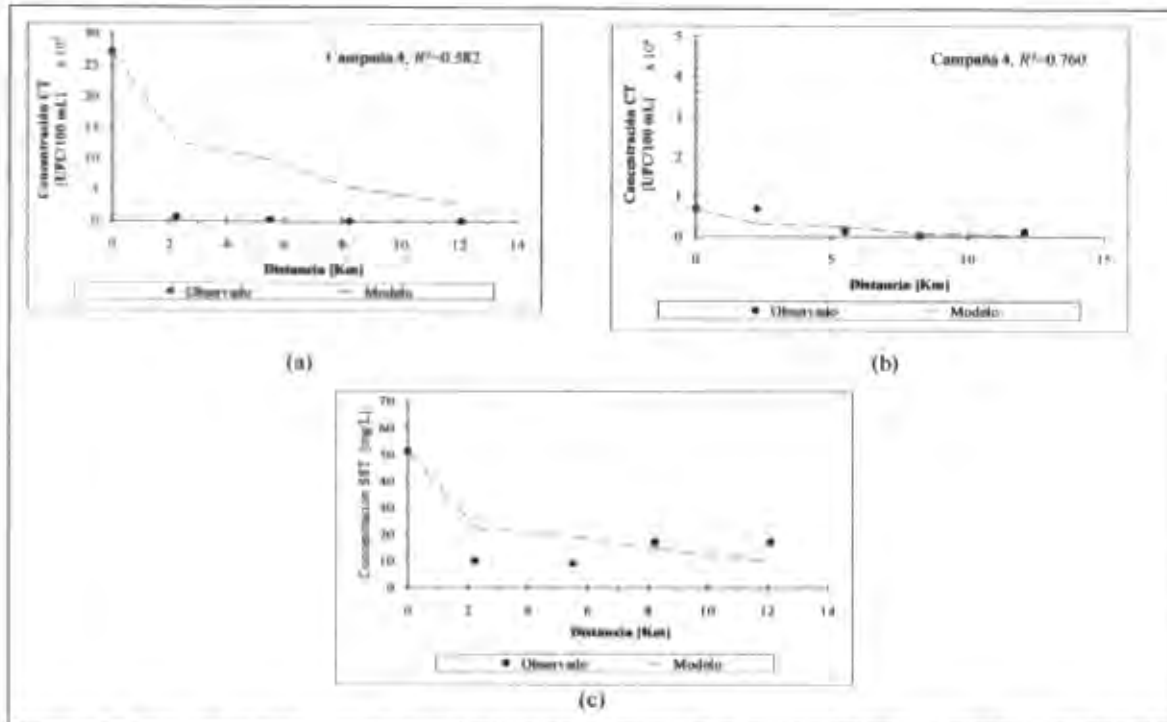 Campaña 4, R²=0.582
Concentración CT
[UFC/100 mL]
30
25
20
15
10
5
0
0 2 4 6 8 10 12 14
Distancia [Km]
Observado Modelo
(a)
Campaña 4, R²=0.760
Concentración CT
[UFC/100 mL]
5
4
3
2
1
0
0 5 10 15
Distancia [Km]
Observado Modelo
(b)
Concentración SST [mg/L]
70
60
50
40
30
20
10
0
0 2 4 6 8 10 12 14
Distancia [Km]
Observado Modelo
(c)